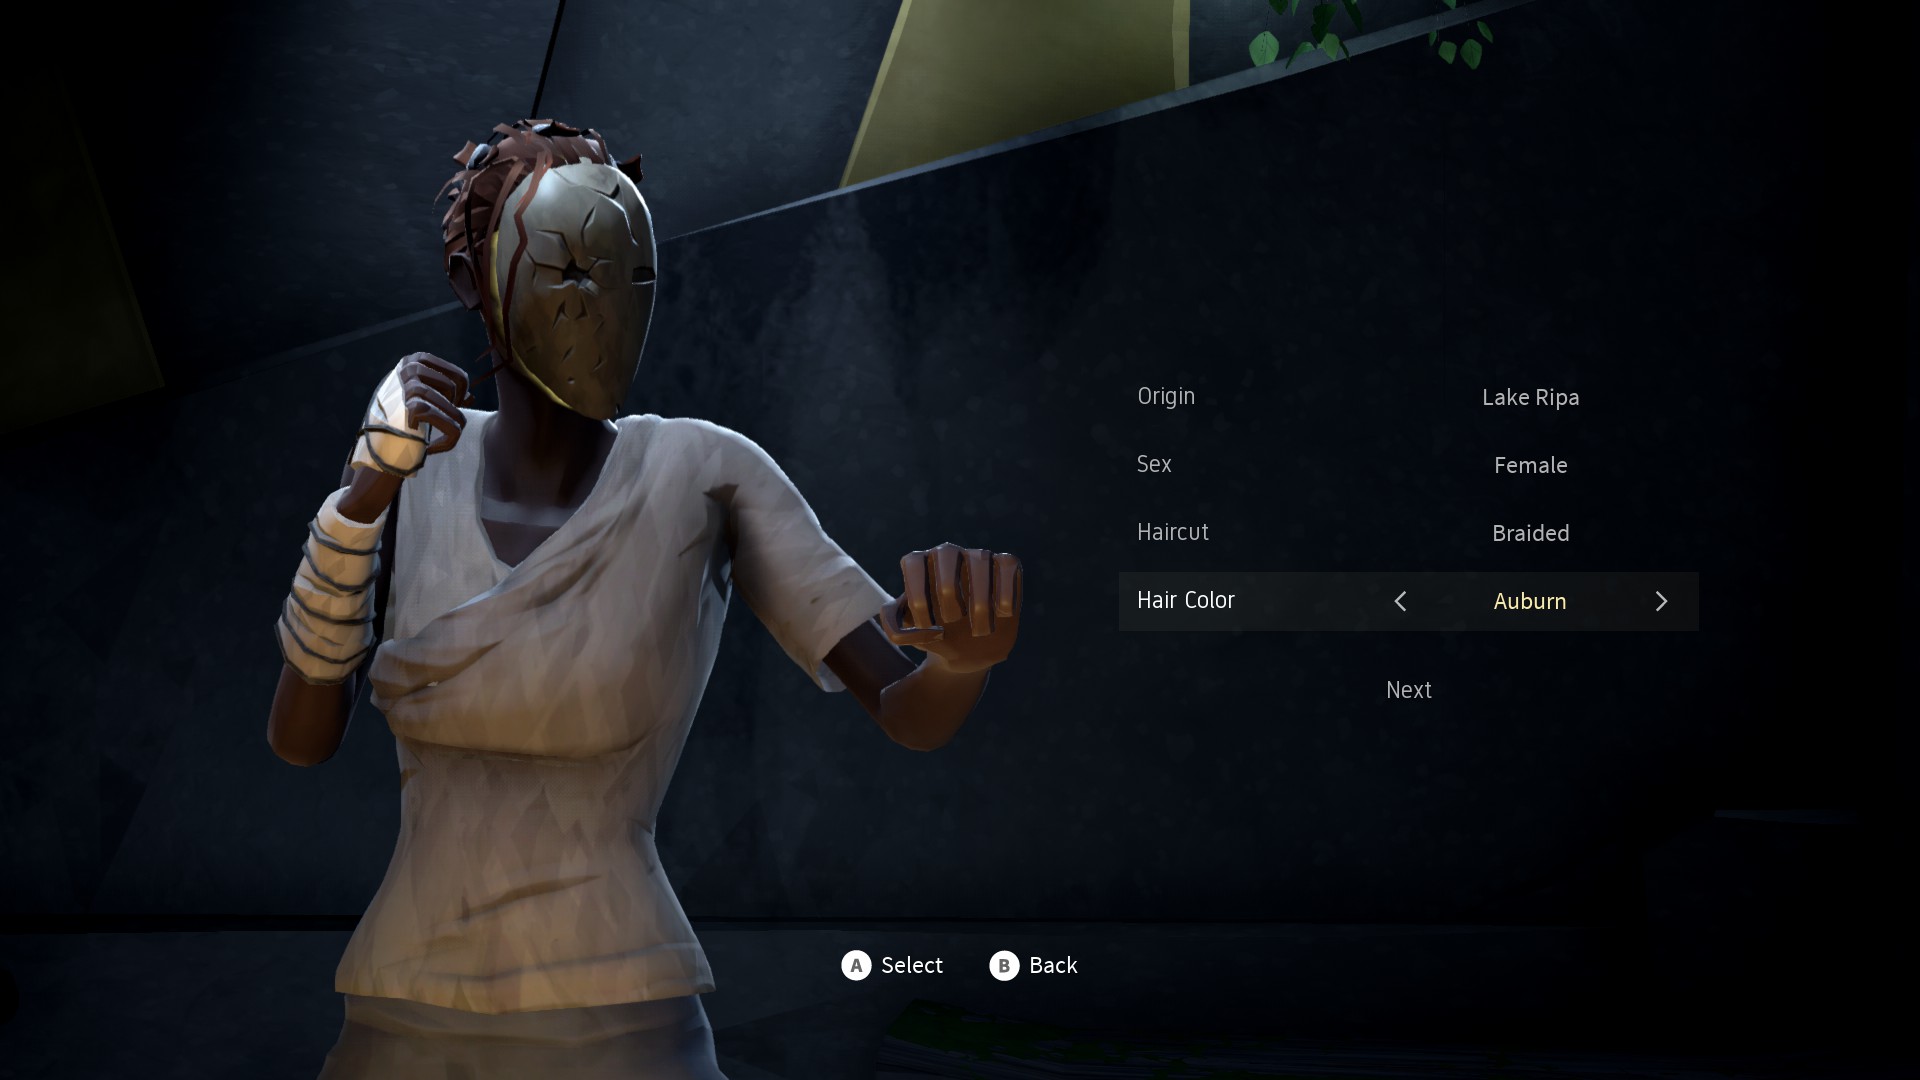 Origin Lake Ripa
Sex Female
Haircut Braided
Hair Color Auburn
Next
A Select B Back